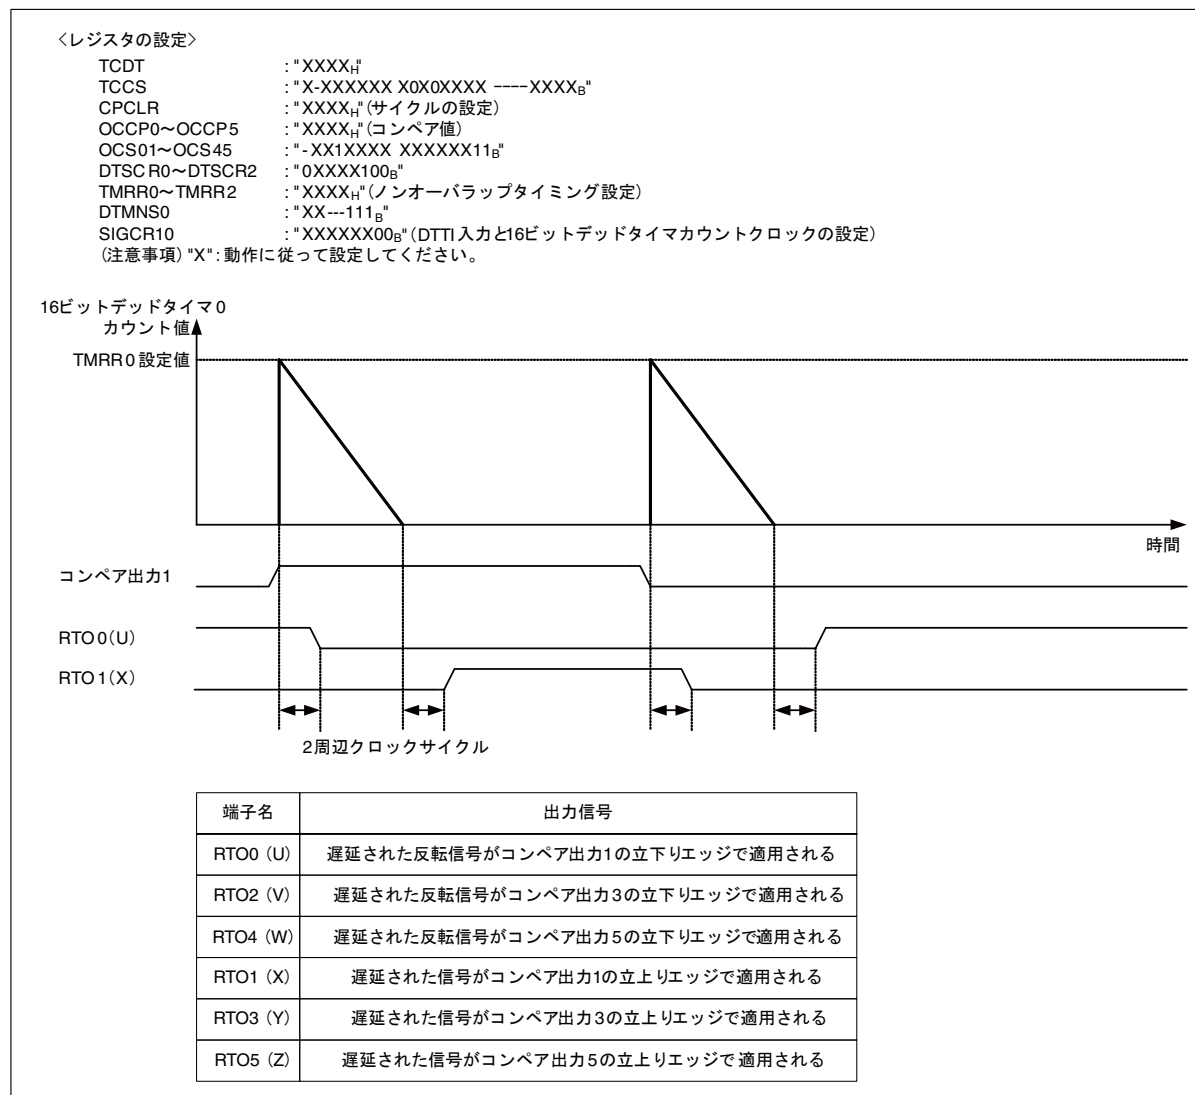 〈レジスタの設定〉
TCDT : "XXXXH"
TCCS : "X-XXXXXX X0X0XXXX ----XXXXB"
CPCLR : "XXXXH"(サイクルの設定)
OCCP0～OCCP5 : "XXXXH"(コンペア値)
OCS01～OCS45 : "-XX1XXXX XXXXXX11B"
DTSCR0～DTSCR2 : "0XXXX100B"
TMRR0～TMRR2 : "XXXXH"(ノンオーバラップタイミング設定)
DTMNS0 : "XX---111B"
SIGCR10 : "XXXXXX00B"(DTTI入力と16ビットデッドタイマカウントクロックの設定)
(注意事項)"X":動作に従って設定してください。
16ビットデッドタイマ0
カウント値
TMRR0設定値
時間
コンペア出力1
RTO0(U)
RTO1(X)
2周辺クロックサイクル
端子名 出力信号
RTO0 (U) 遅延された反転信号がコンペア出力1の立下りエッジで適用される
RTO2 (V) 遅延された反転信号がコンペア出力3の立下りエッジで適用される
RTO4 (W) 遅延された反転信号がコンペア出力5の立下りエッジで適用される
RTO1 (X) 遅延された信号がコンペア出力1の立上りエッジで適用される
RTO3 (Y) 遅延された信号がコンペア出力3の立上りエッジで適用される
RTO5 (Z) 遅延された信号がコンペア出力5の立上りエッジで適用される